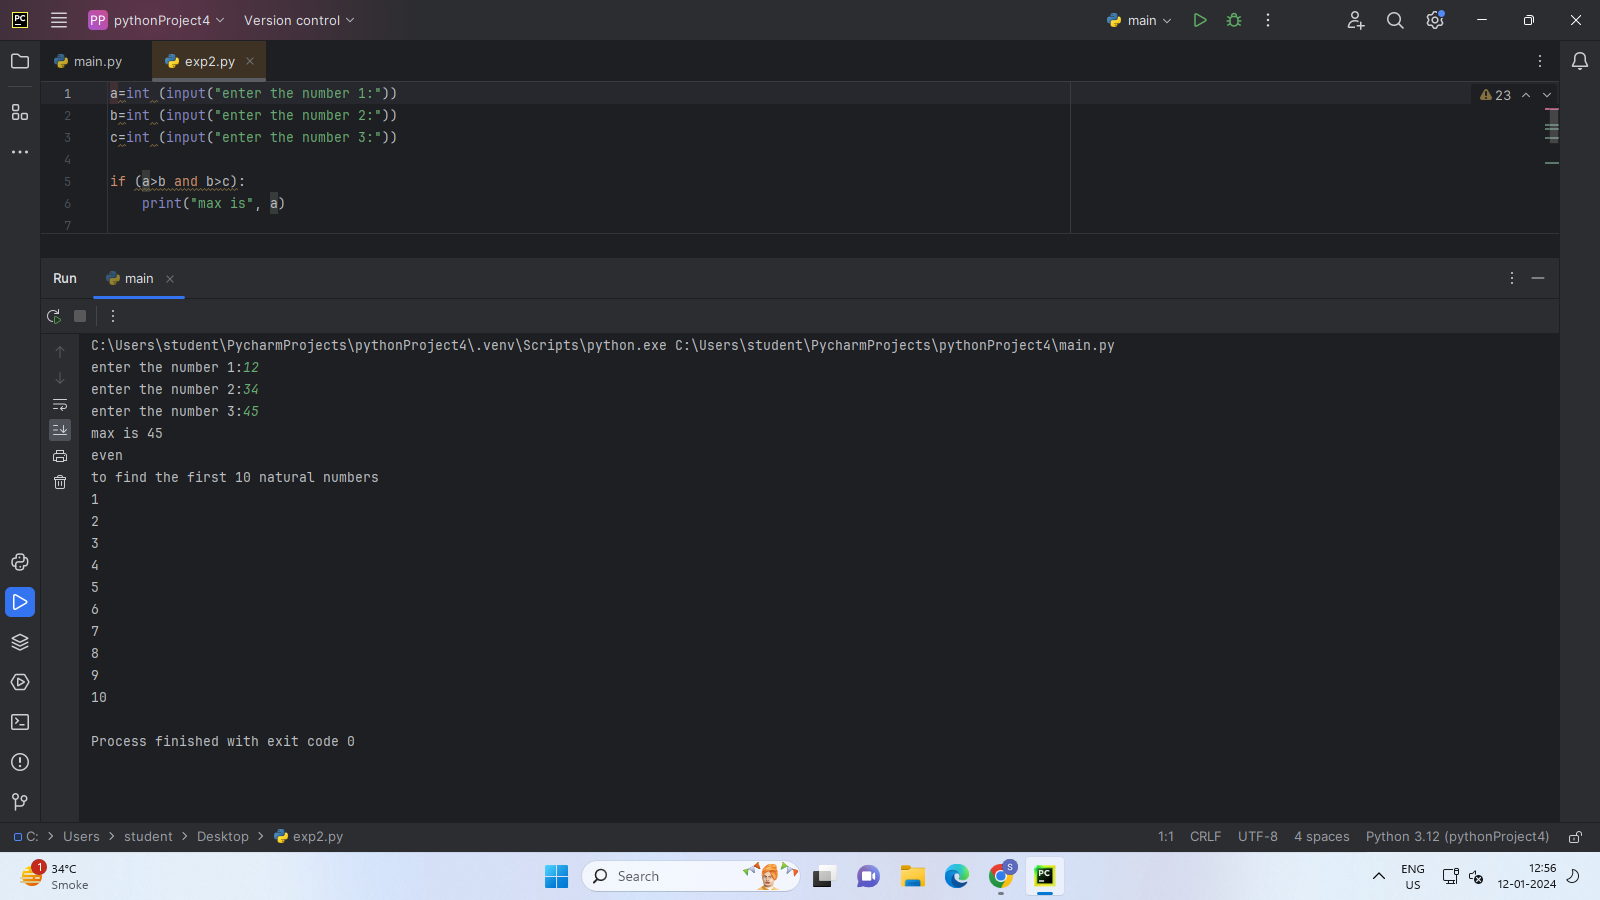 PC PP pythonProject4 Version control main
main.py exp2.py
1 a=int (input("enter the number 1:")) 23
2 b=int (input("enter the number 2:"))
3 c=int (input("enter the number 3:"))
4
5 if (a>b and b>c):
6 print("max is", a)
7
Run main
C:\Users\student\PycharmProjects\pythonProject4\.venv\Scripts\python.exe C:\Users\student\PycharmProjects\pythonProject4\main.py
enter the number 1:12
enter the number 2:34
enter the number 3:45
max is 45
even
to find the first 10 natural numbers
1
2
3
4
5
6
7
8
9
10
Process finished with exit code 0
C: > Users > student > Desktop > exp2.py 1:1 CRLF UTF-8 4 spaces Python 3.12 (pythonProject4)
1 34°C
Smoke
Search
S
PC
ENG
US
12:56
12-01-2024